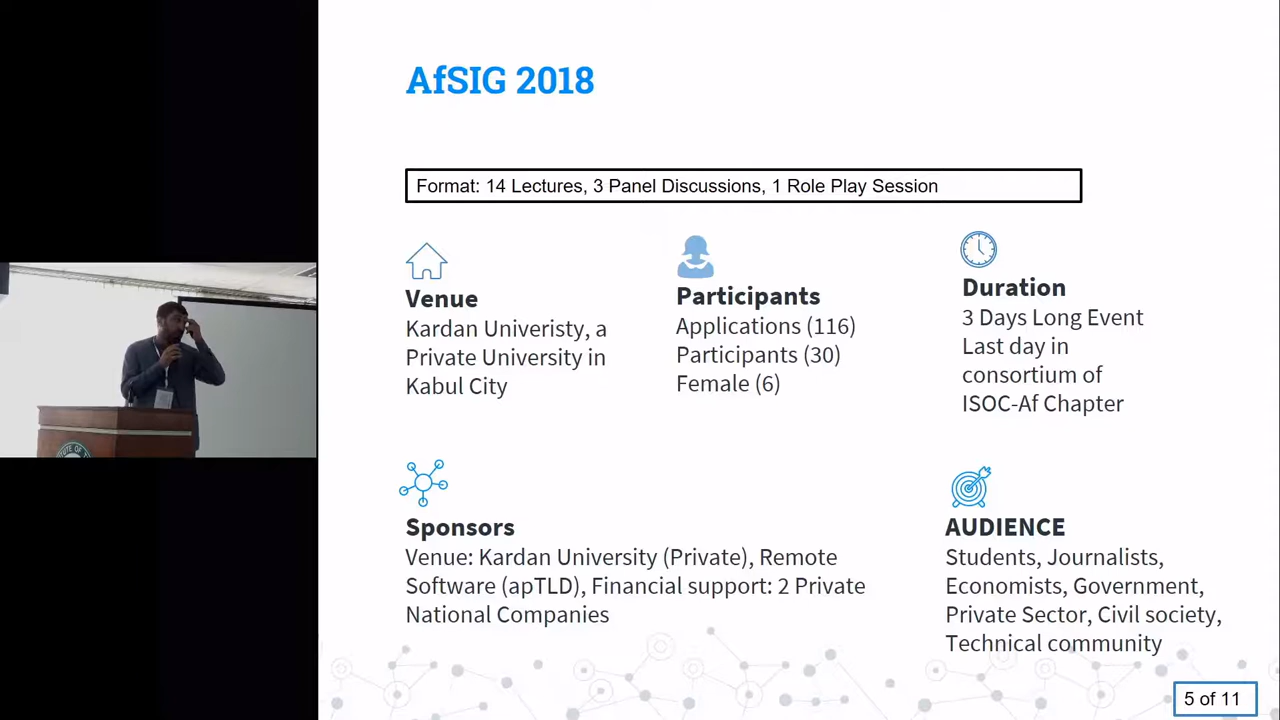 AfSIG 2018
Format: 14 Lectures, 3 Panel Discussions, 1 Role Play Session
Venue
Kardan Univeristy, a
Private University in
Kabul City
Participants
Applications (116)
Participants (30)
Female (6)
Duration
3 Days Long Event
Last day in
consortium of
ISOC-Af Chapter
Sponsors
Venue: Kardan University (Private), Remote
Software (apTLD), Financial support: 2 Private
National Companies
AUDIENCE
Students, Journalists,
Economists, Government,
Private Sector, Civil society,
Technical community
5 of 11